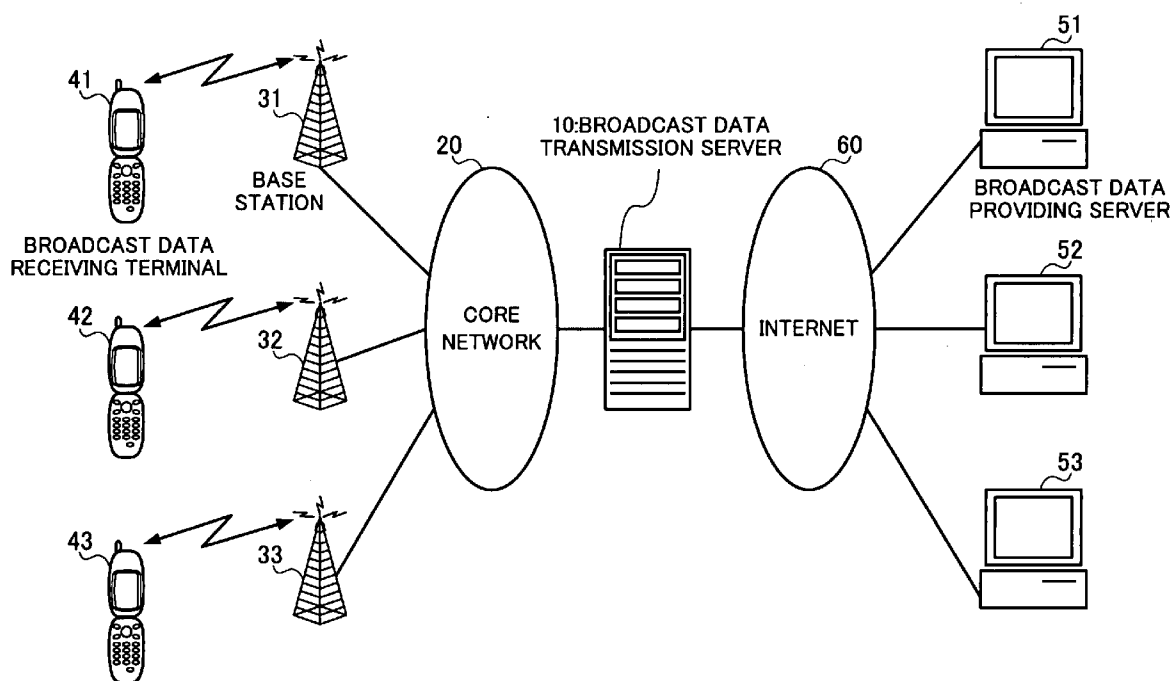 51
41
31
10:BROADCAST DATA
TRANSMISSION SERVER
20
60
BASE
STATION
BROADCAST DATA
PROVIDING SERVER
BROADCAST DATA
RECEIVING TERMINAL
52
42
32
CORE
NETWORK
INTERNET
53
43
33